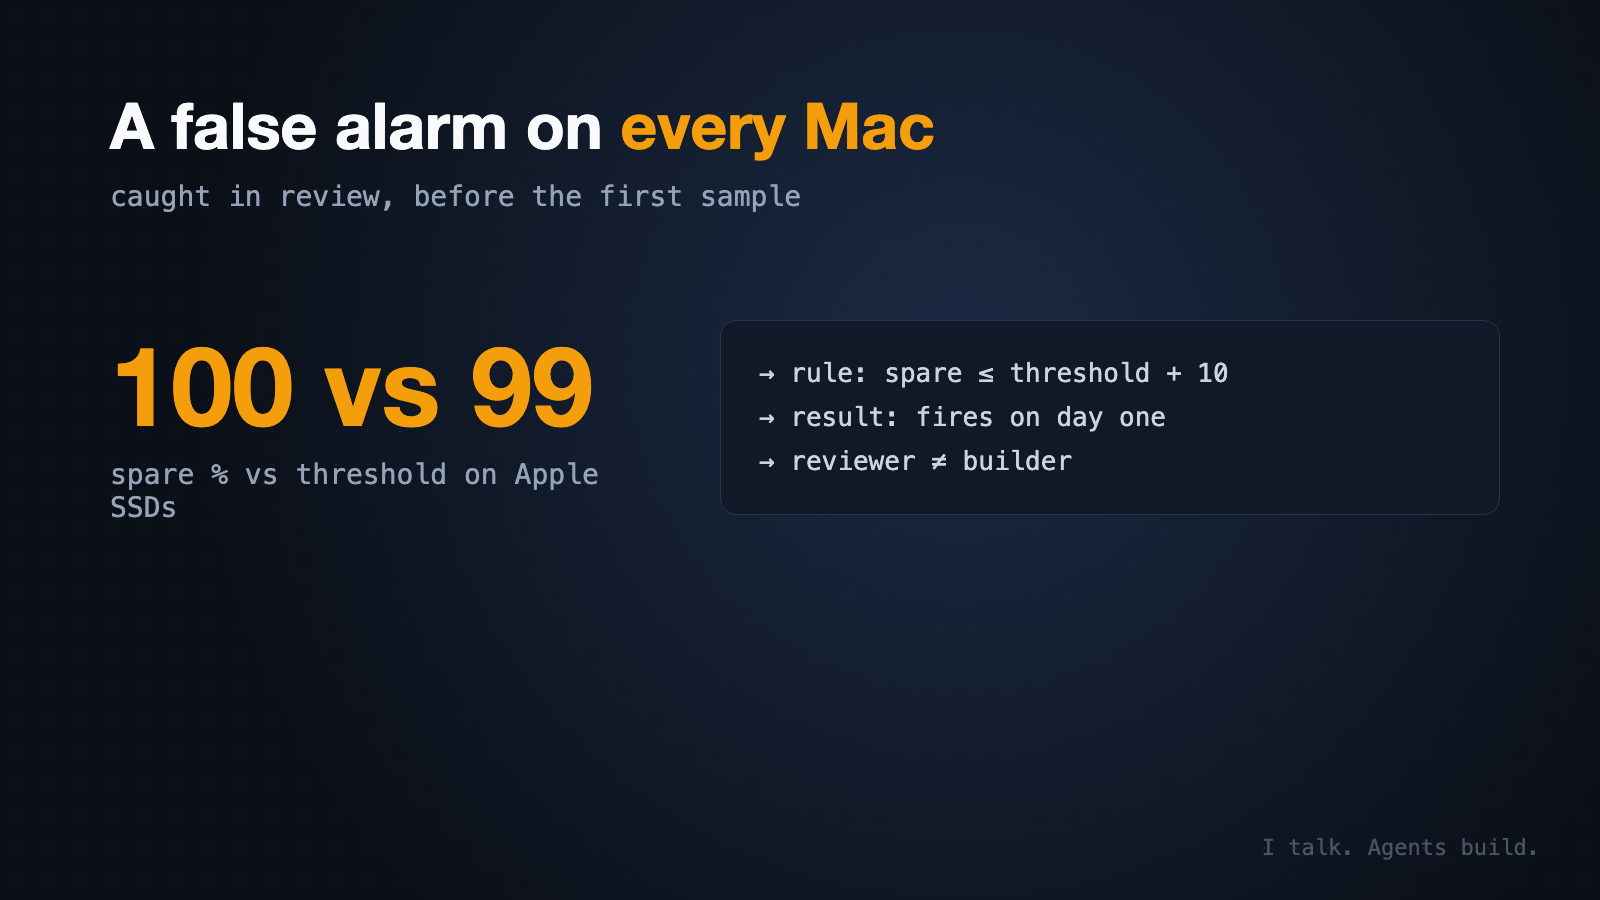 A false alarm on every Mac
caught in review, before the first sample
100 vs 99
spare % vs threshold on Apple
SSDs
→ rule: spare ≤ threshold + 10
→ result: fires on day one
→ reviewer ≠ builder
I talk. Agents build.